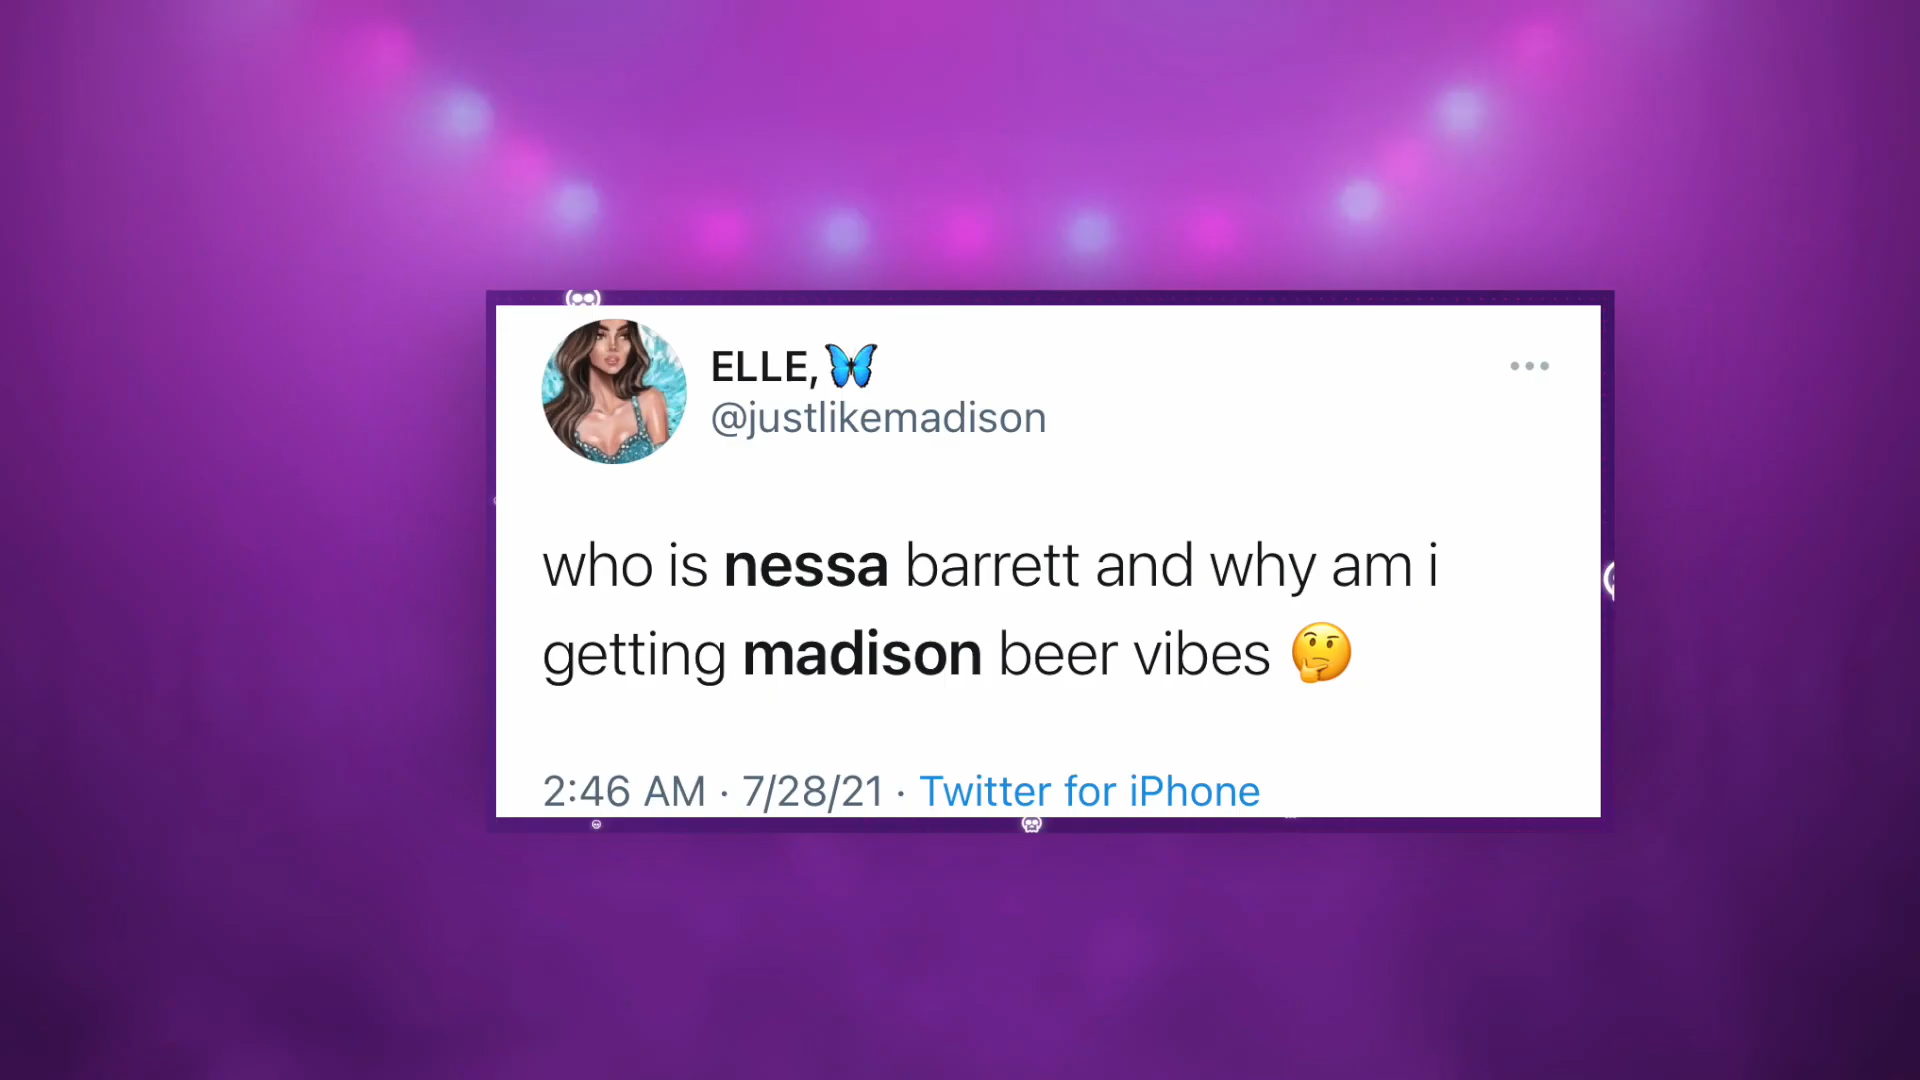 ELLE,🦋
@justlikemadison
who is nessa barrett and why am i
getting madison beer vibes 🤔
2:46 AM · 7/28/21 · Twitter for iPhone